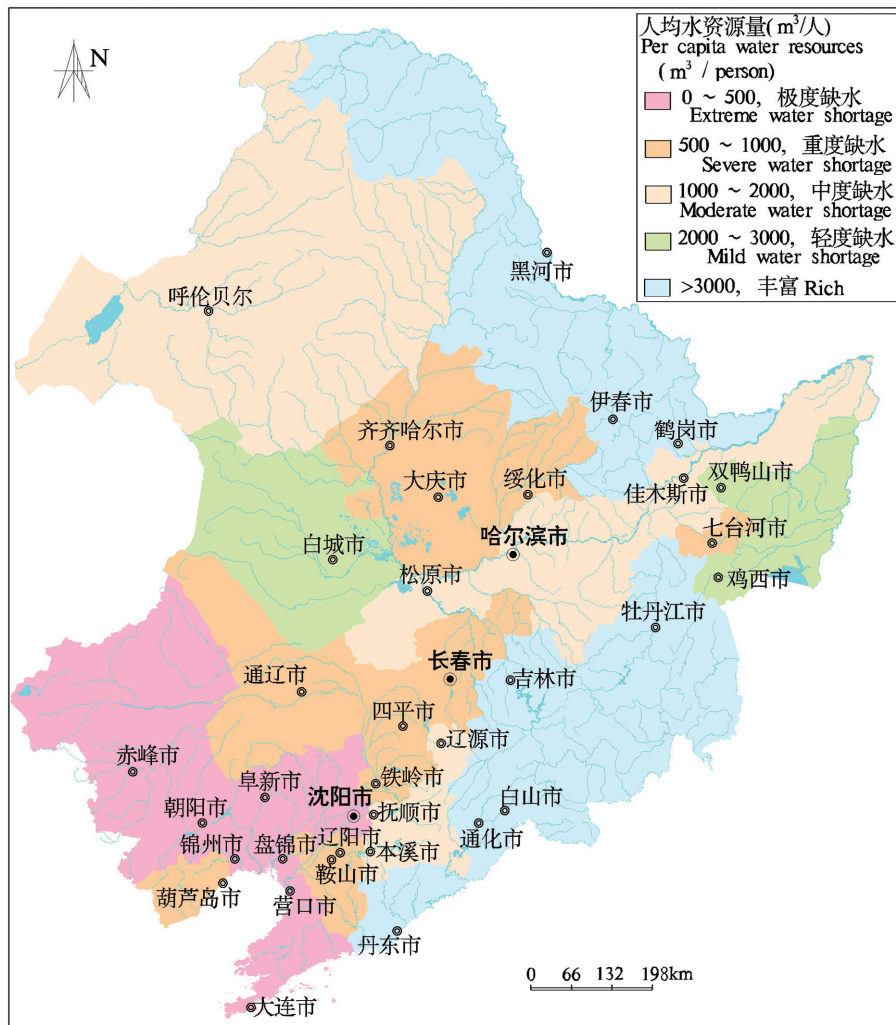 N
人均水资源量(m³/人)
Per capita water resources
(m³ / person)
0～500, 极度缺水
Extreme water shortage
500～1000, 重度缺水
Severe water shortage
1000～2000, 中度缺水
Moderate water shortage
2000～3000, 轻度缺水
Mild water shortage
>3000, 丰富 Rich
黑河市
呼伦贝尔
伊春市
齐齐哈尔市
鹤岗市
大庆市
绥化市
佳木斯市
双鸭山市
哈尔滨市
七台河市
白城市
松原市
鸡西市
牡丹江市
长春市
通辽市
吉林市
四平市
辽源市
赤峰市
阜新市
铁岭市
朝阳市
沈阳市
抚顺市
白山市
通化市
锦州市
盘锦市
辽阳市
本溪市
鞍山市
葫芦岛市
营口市
丹东市
大连市
0 66 132 198km